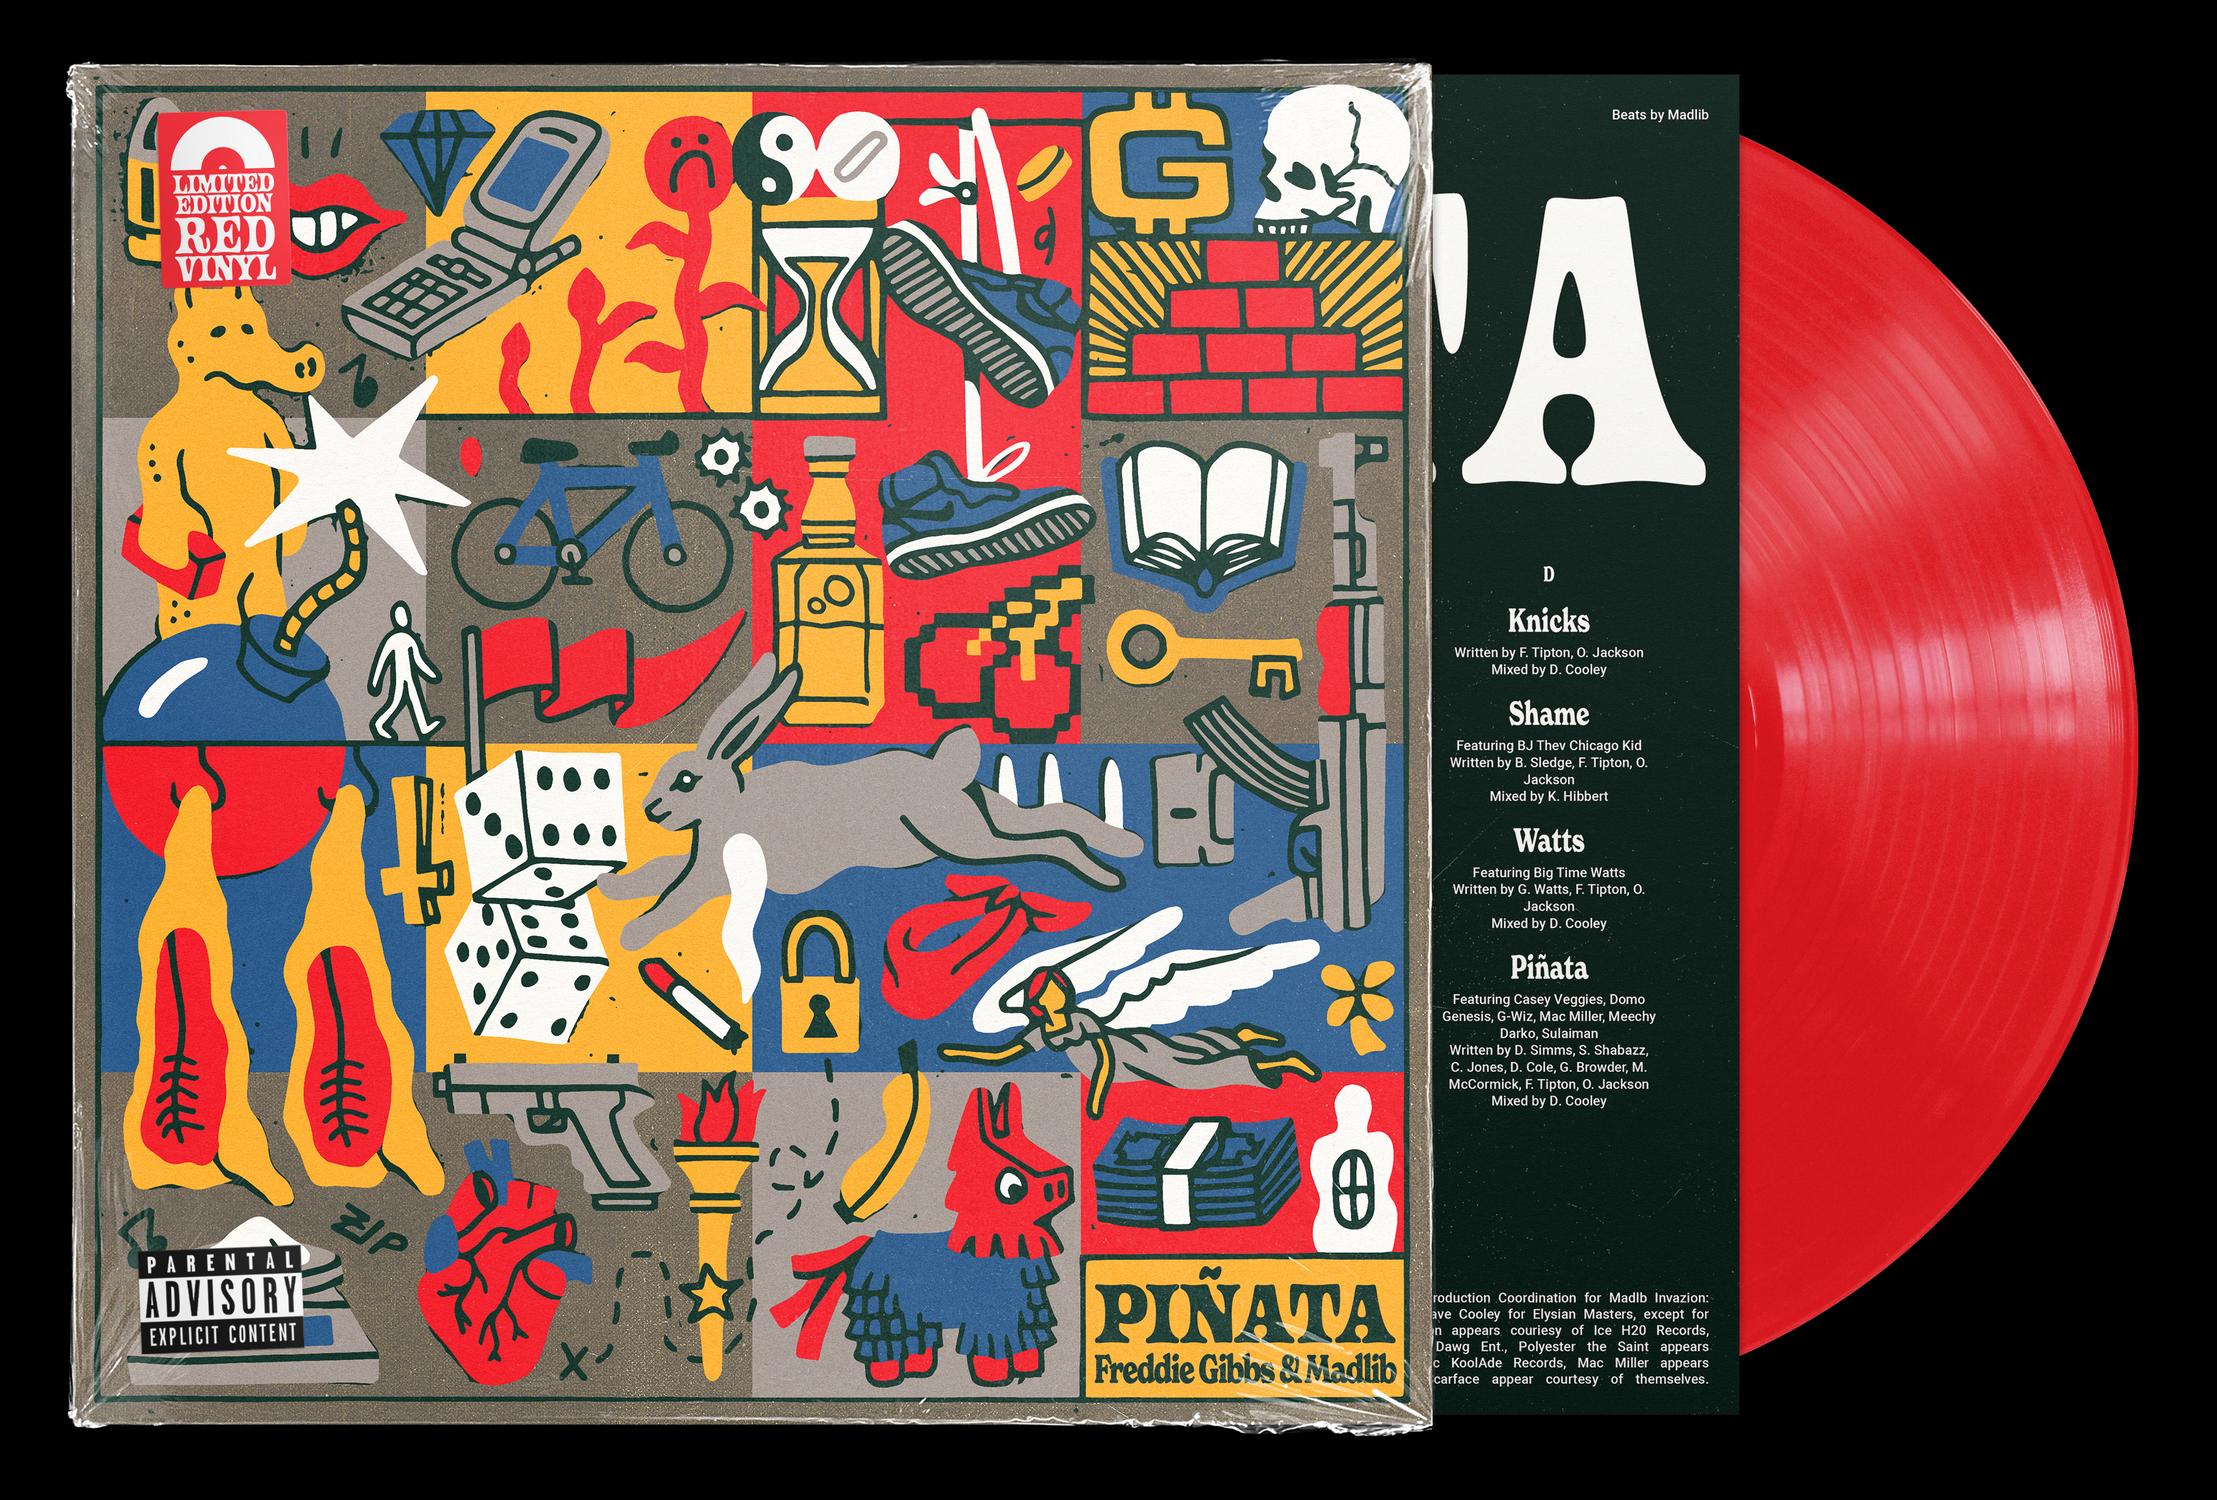 LIMITED
EDITION
RED
VINYL
G
ZIP
X
PARENTAL
ADVISORY
EXPLICIT CONTENT
PIÑATA
Freddie Gibbs & Madlib
Beats by Madlib
TA
D
Knicks
Written by F. Tipton, O. Jackson
Mixed by D. Cooley
Shame
Featuring BJ Thev Chicago Kid
Written by B. Sledge, F. Tipton, O.
Jackson
Mixed by K. Hibbert
Watts
Featuring Big Time Watts
Written by G. Watts, F. Tipton, O.
Jackson
Mixed by D. Cooley
Piñata
Featuring Casey Veggies, Domo
Genesis, G-Wiz, Mac Miller, Meechy
Darko, Sulaiman
Written by D. Simms, S. Shabazz,
C. Jones, D. Cole, G. Browder, M.
McCormick, F. Tipton, O. Jackson
Mixed by D. Cooley
roduction Coordination for Madlb Invazion:
ave Cooley for Elysian Masters, except for
n appears couriesy of Ice H20 Records,
Dawg Ent., Polyester the Saint appears
c KoolAde Records, Mac Miller appears
carface appear courtesy of themselves.